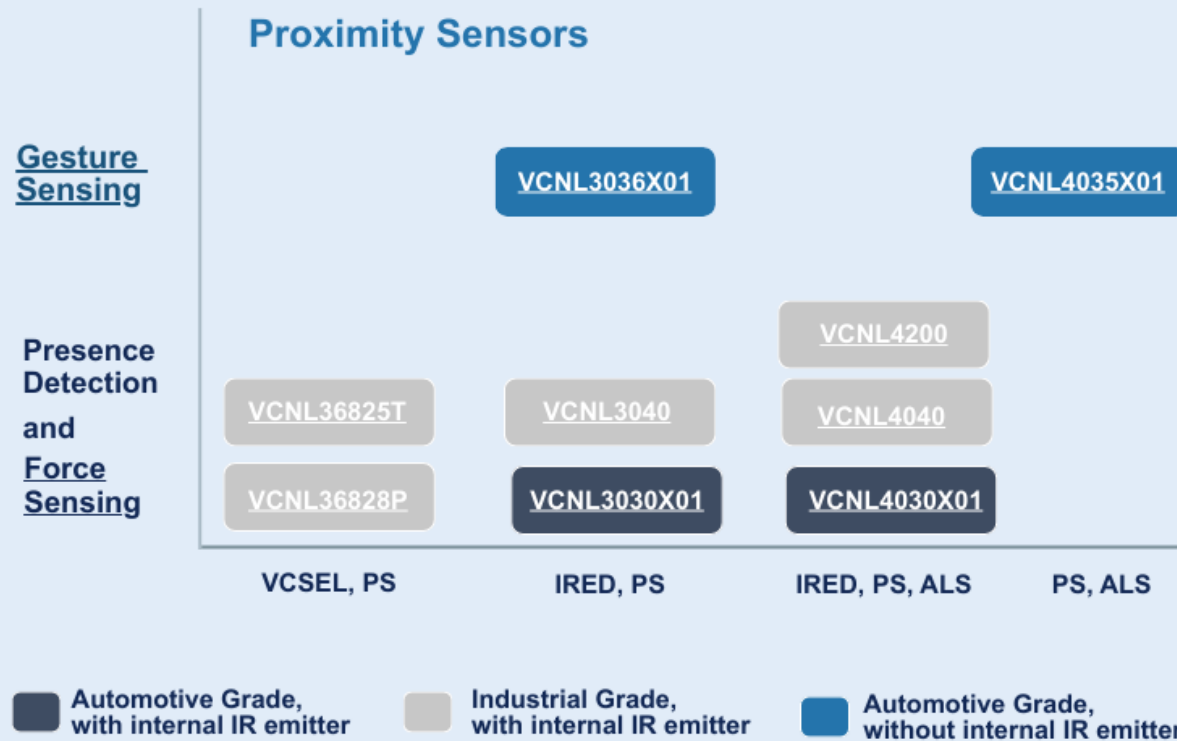 Proximity Sensors
Gesture
Sensing
VCNL3036X01
VCNL4035X01
Presence
Detection
and
Force
Sensing
VCNL4200
VCNL36825T
VCNL3040
VCNL4040
VCNL36828P
VCNL3030X01
VCNL4030X01
VCSEL, PS
IRED, PS
IRED, PS, ALS
PS, ALS
Automotive Grade,
with internal IR emitter
Industrial Grade,
with internal IR emitter
Automotive Grade,
without internal IR emitter